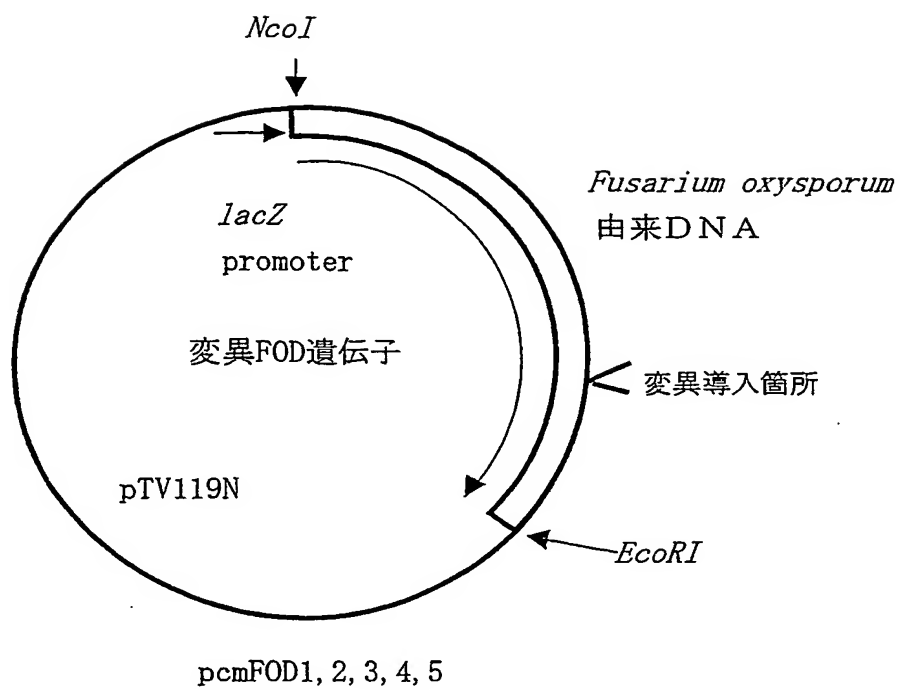 NcoI
Fusarium oxysporum
由来DNA
lacZ
promoter
変異FOD遺伝子
変異導入箇所
pTV119N
EcoRI
pcmFOD1,2,3,4,5